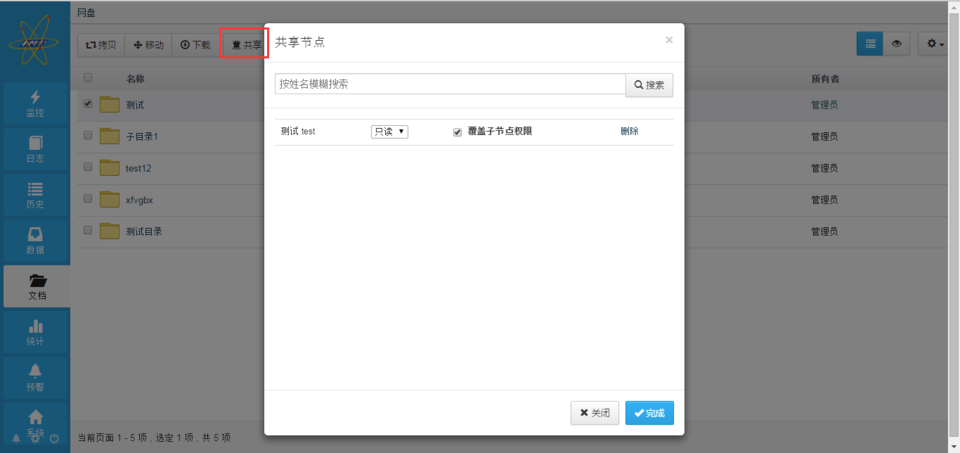 网盘
拷贝 移动 下载 共享
名称 所有者
测试 管理员
子目录1 管理员
test12 管理员
xfvgbx 管理员
测试目录 管理员
当前页面 1 - 5 项，选定 1 项，共 5 项
监控
日志
历史
数据
文档
统计
预警
系统
共享节点 ×
按姓名模糊搜索 搜索
测试 test 只读 覆盖子节点权限 删除
关闭 完成